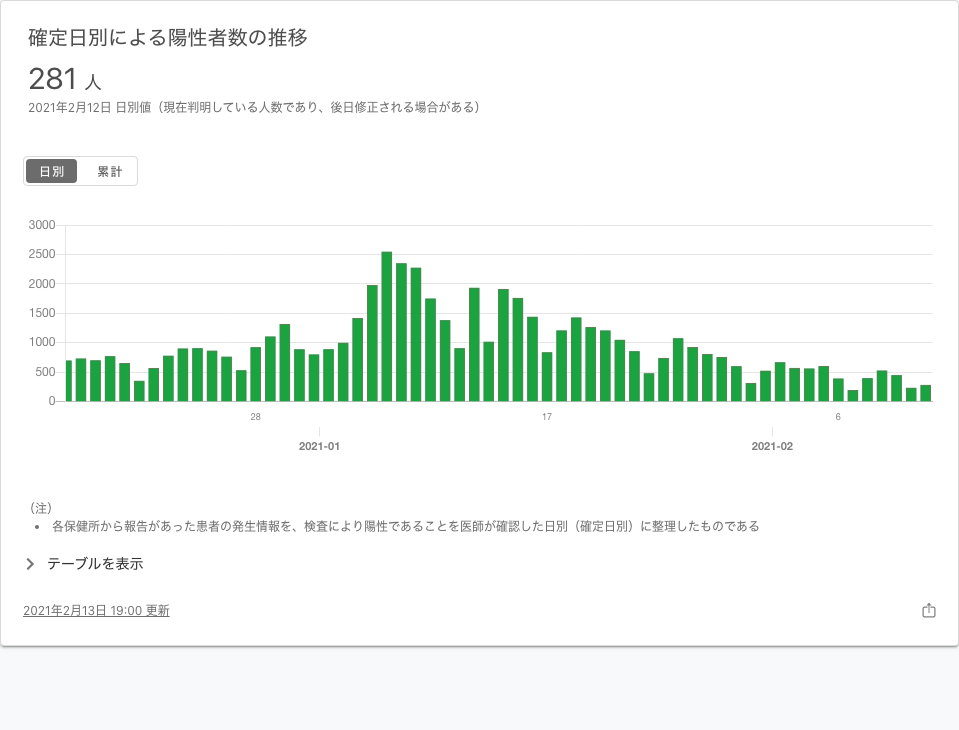 確定日別による陽性者数の推移
281 人
2021年2月12日 日別値（現在判明している人数であり、後日修正される場合がある）
日別 累計
3000
2500
2000
1500
1000
500
0
28 17 6
2021-01 2021-02
（注）
• 各保健所から報告があった患者の発生情報を、検査により陽性であることを医師が確認した日別（確定日別）に整理したものである
テーブルを表示
2021年2月13日 19:00 更新